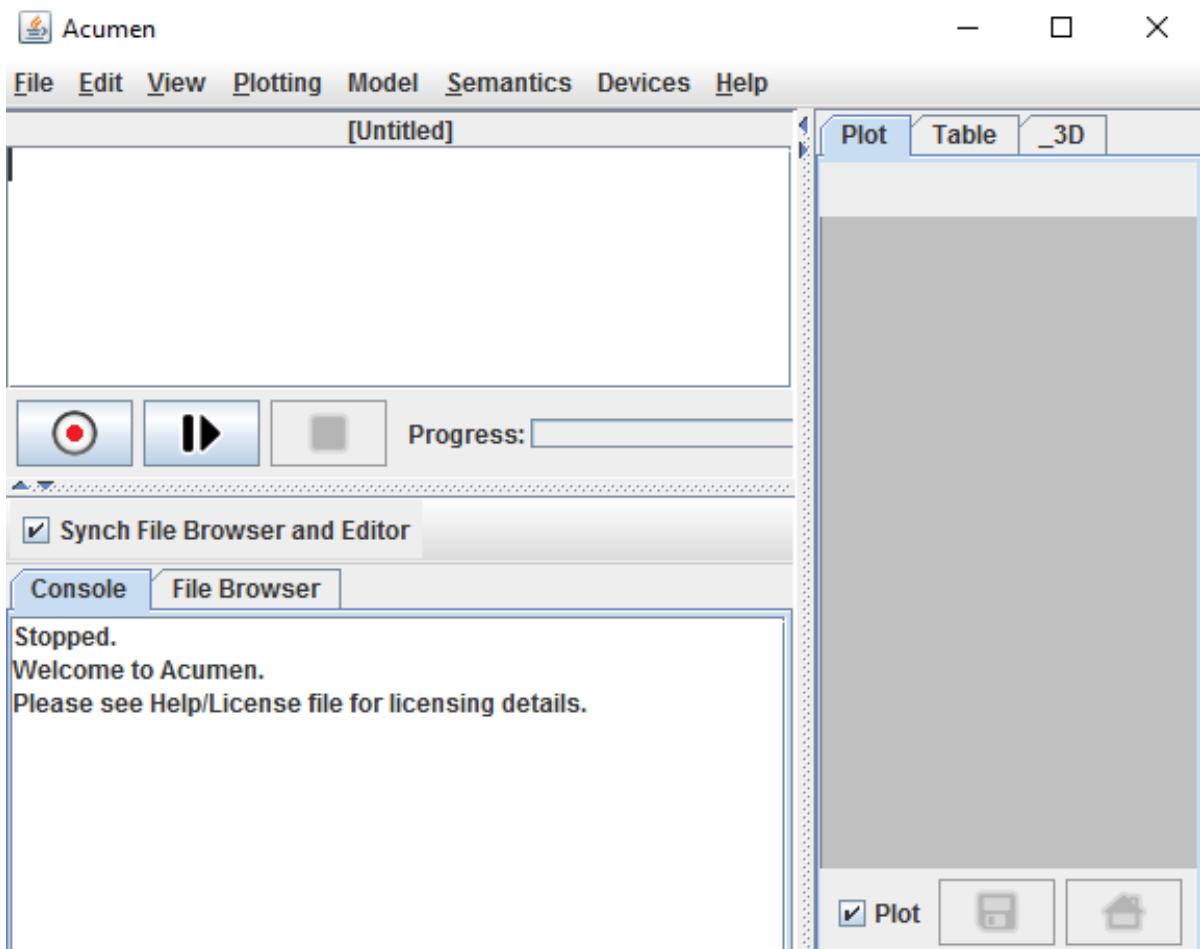 Acumen
File Edit View Plotting Model Semantics Devices Help
[Untitled]
Progress:
Synch File Browser and Editor
Console File Browser
Stopped.
Welcome to Acumen.
Please see Help/License file for licensing details.
Plot Table _3D
Plot